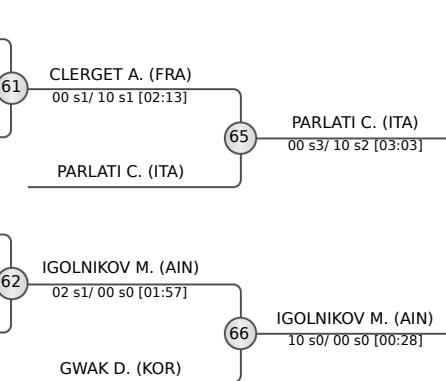 61
CLERGET A. (FRA)
00 s1/ 10 s1 [02:13]
65
PARLATI C. (ITA)
00 s3/ 10 s2 [03:03]
PARLATI C. (ITA)
62
IGOLNIKOV M. (AIN)
02 s1/ 00 s0 [01:57]
66
IGOLNIKOV M. (AIN)
10 s0/ 00 s0 [00:28]
GWAK D. (KOR)